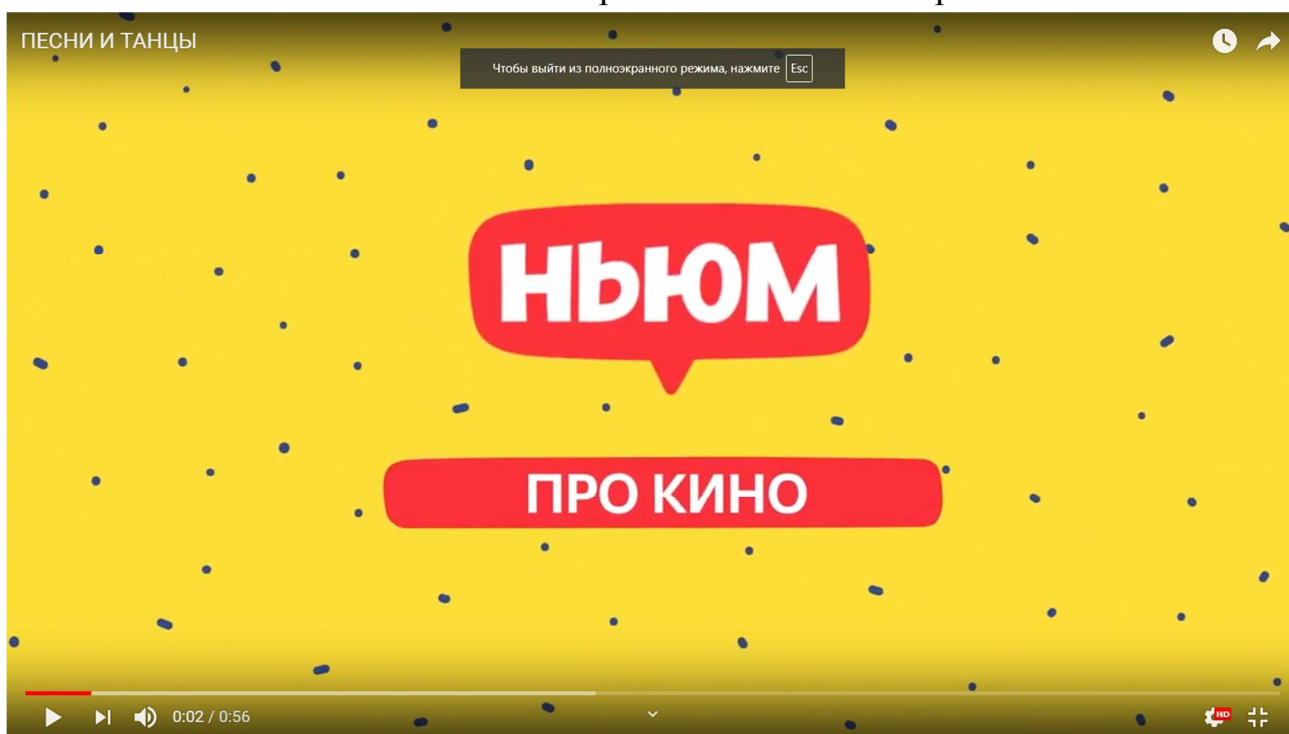 ПЕСНИ И ТАНЦЫ
Чтобы выйти из полноэкранного режима, нажмите Esc
НЬЮМ
ПРО КИНО
0:02 / 0:56
HD